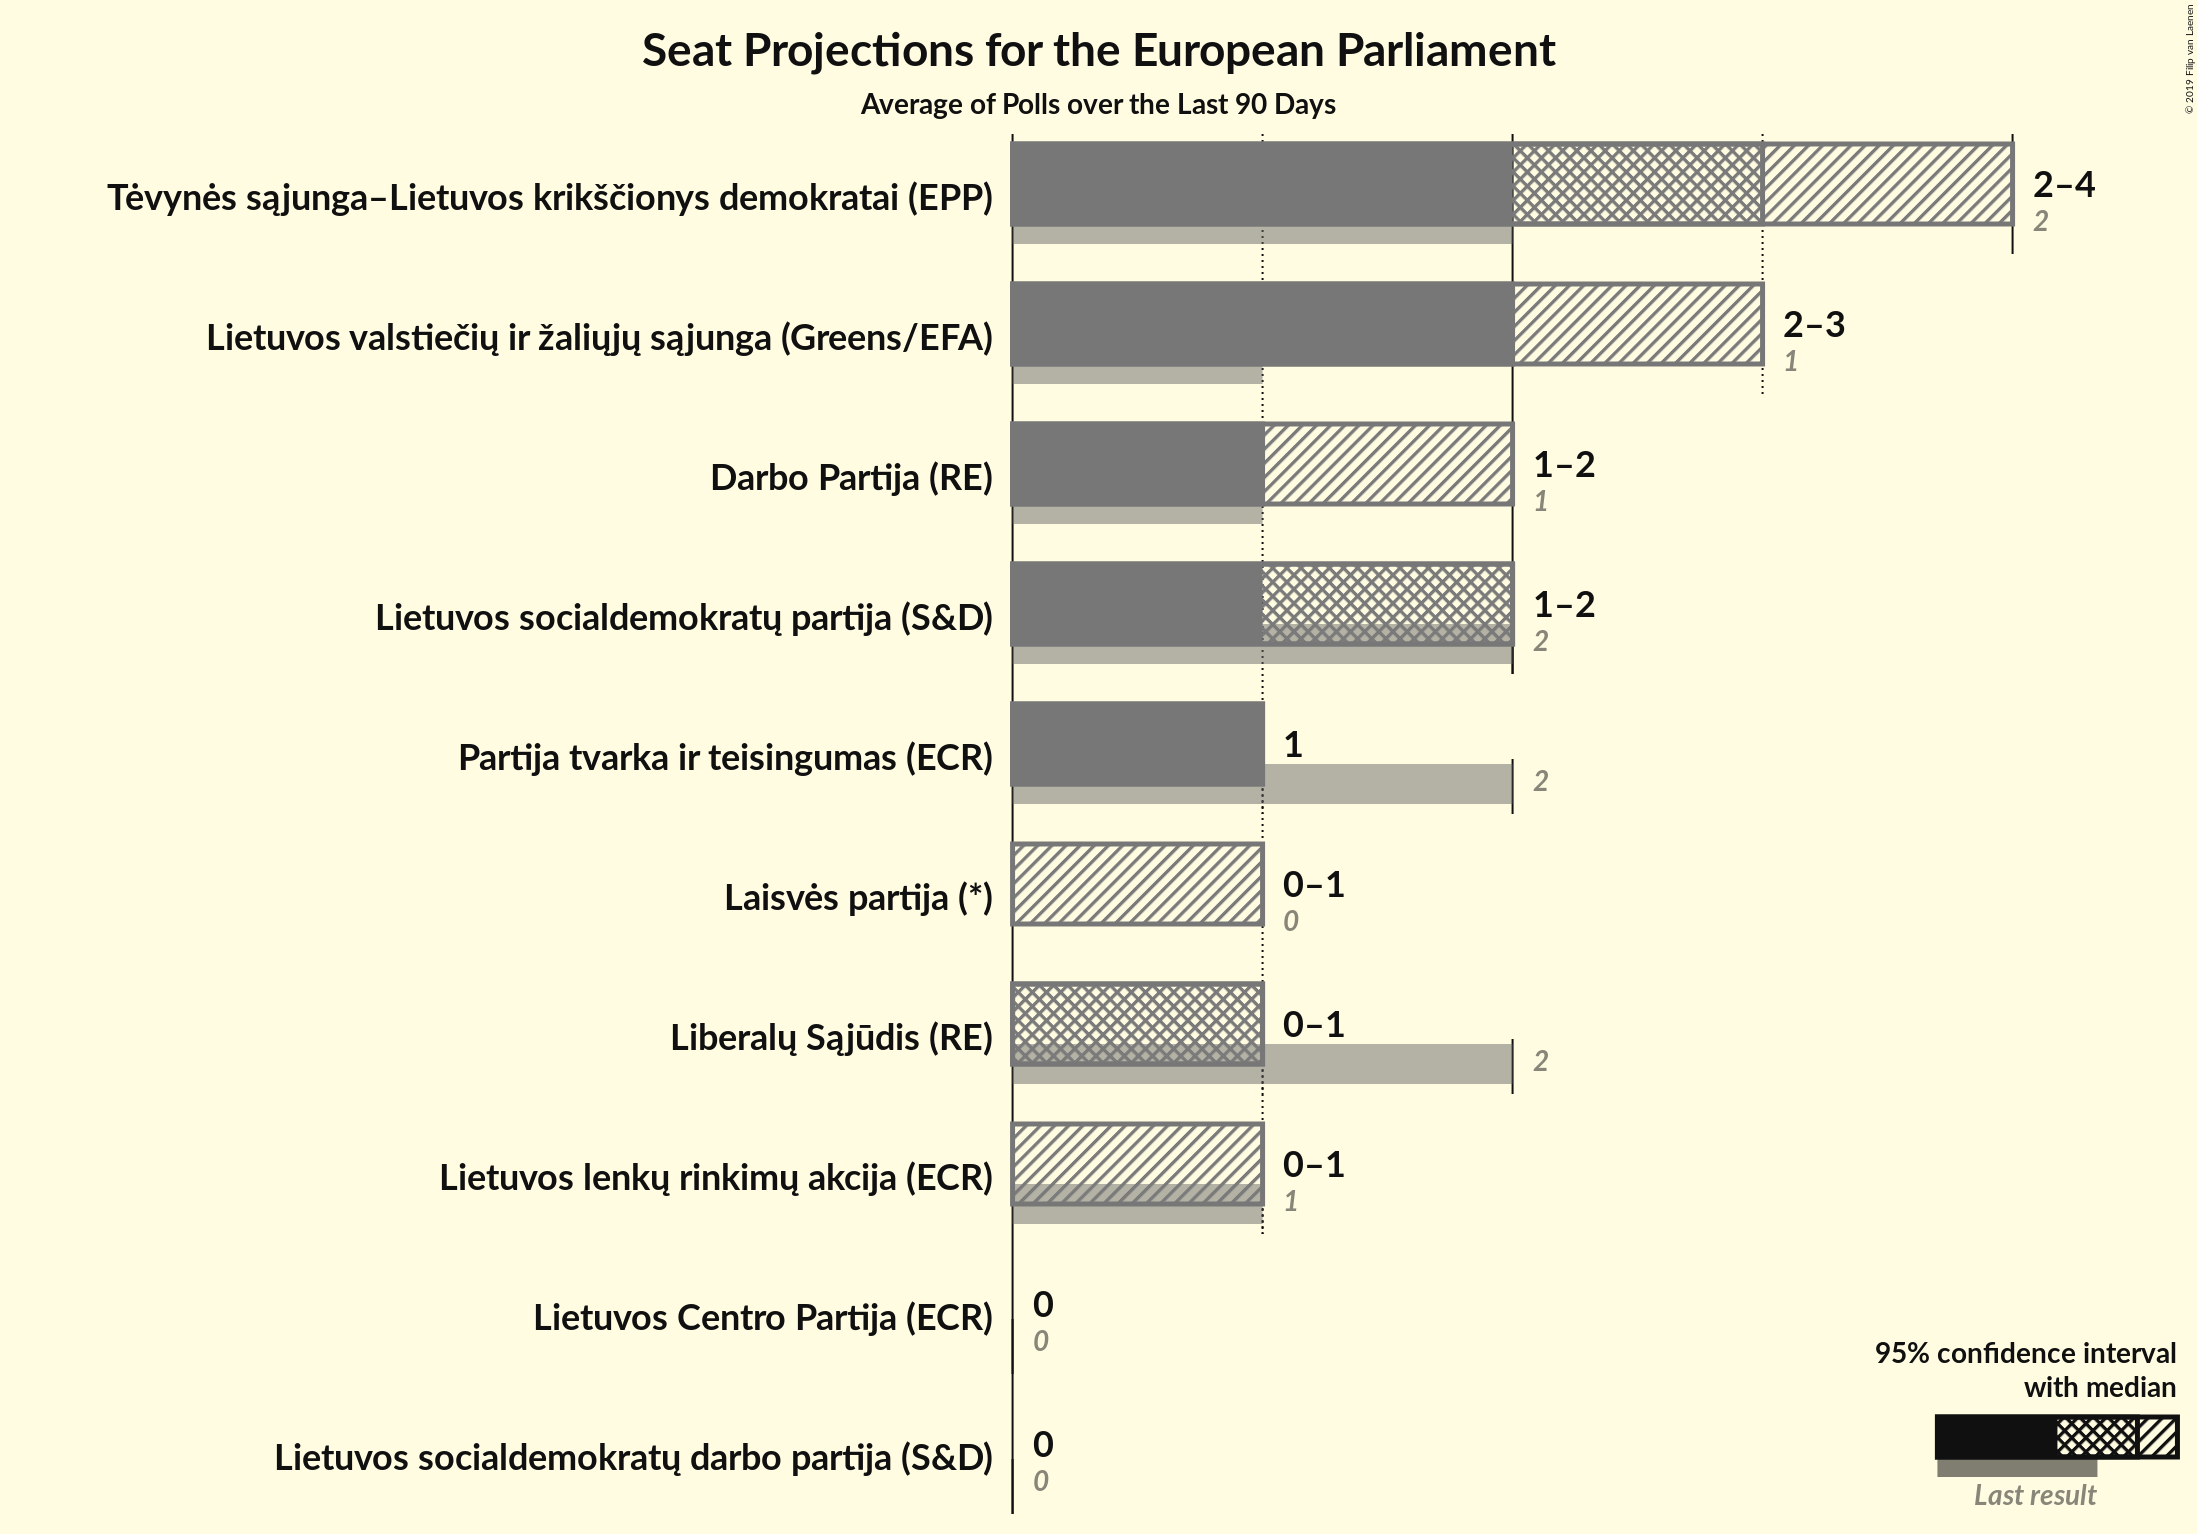 Seat Projections for the European Parliament
Average of Polls over the Last 90 Days
© 2019 Filip van Laenen
Tėvynės sąjunga–Lietuvos krikščionys demokratai (EPP)
2–4
2
Lietuvos valstiečių ir žaliųjų sąjunga (Greens/EFA)
2–3
1
Darbo Partija (RE)
1–2
1
Lietuvos socialdemokratų partija (S&D)
1–2
2
Partija tvarka ir teisingumas (ECR)
1
2
Laisvės partija (*)
0–1
0
Liberalų Sąjūdis (RE)
0–1
2
Lietuvos lenkų rinkimų akcija (ECR)
0–1
1
Lietuvos Centro Partija (ECR)
0
0
Lietuvos socialdemokratų darbo partija (S&D)
0
0
95% confidence interval
with median
Last result